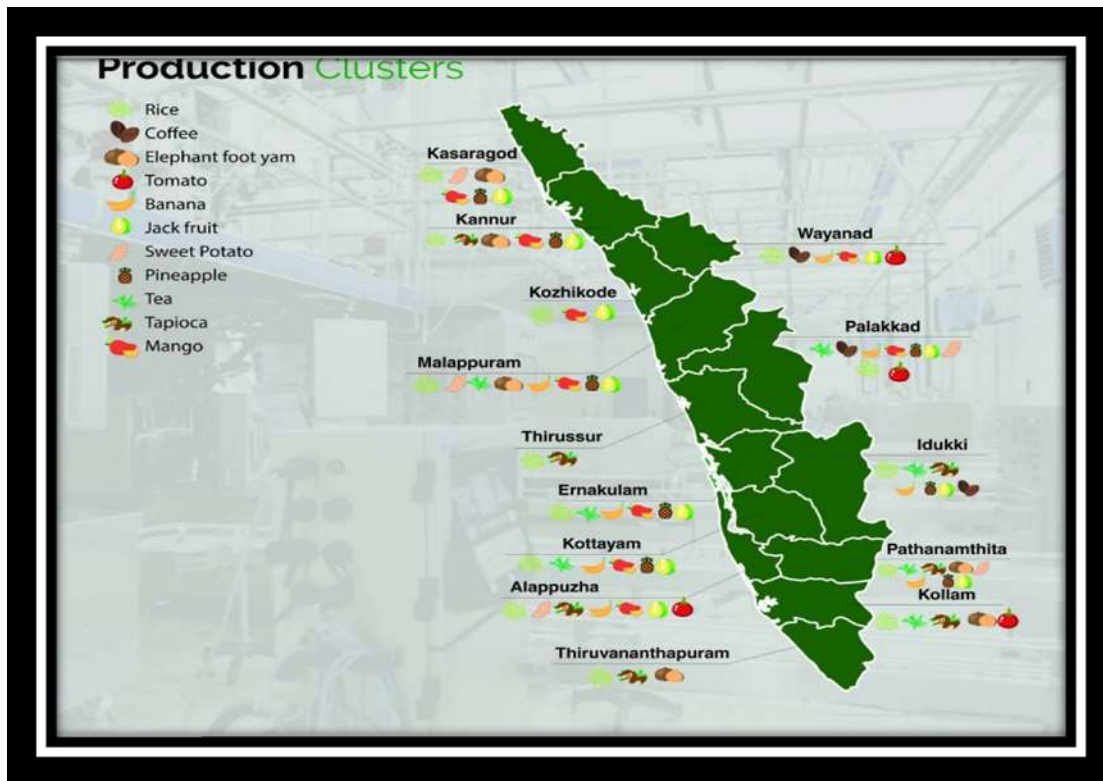 Production Clusters
Rice
Coffee
Elephant foot yam
Tomato
Banana
Jack fruit
Sweet Potato
Pineapple
Tea
Tapioca
Mango
Kasaragod
Kannur
Wayanad
Kozhikode
Palakkad
Malappuram
Thirussur
Idukki
Ernakulam
Kottayam
Pathanamthita
Alappuzha
Kollam
Thiruvananthapuram